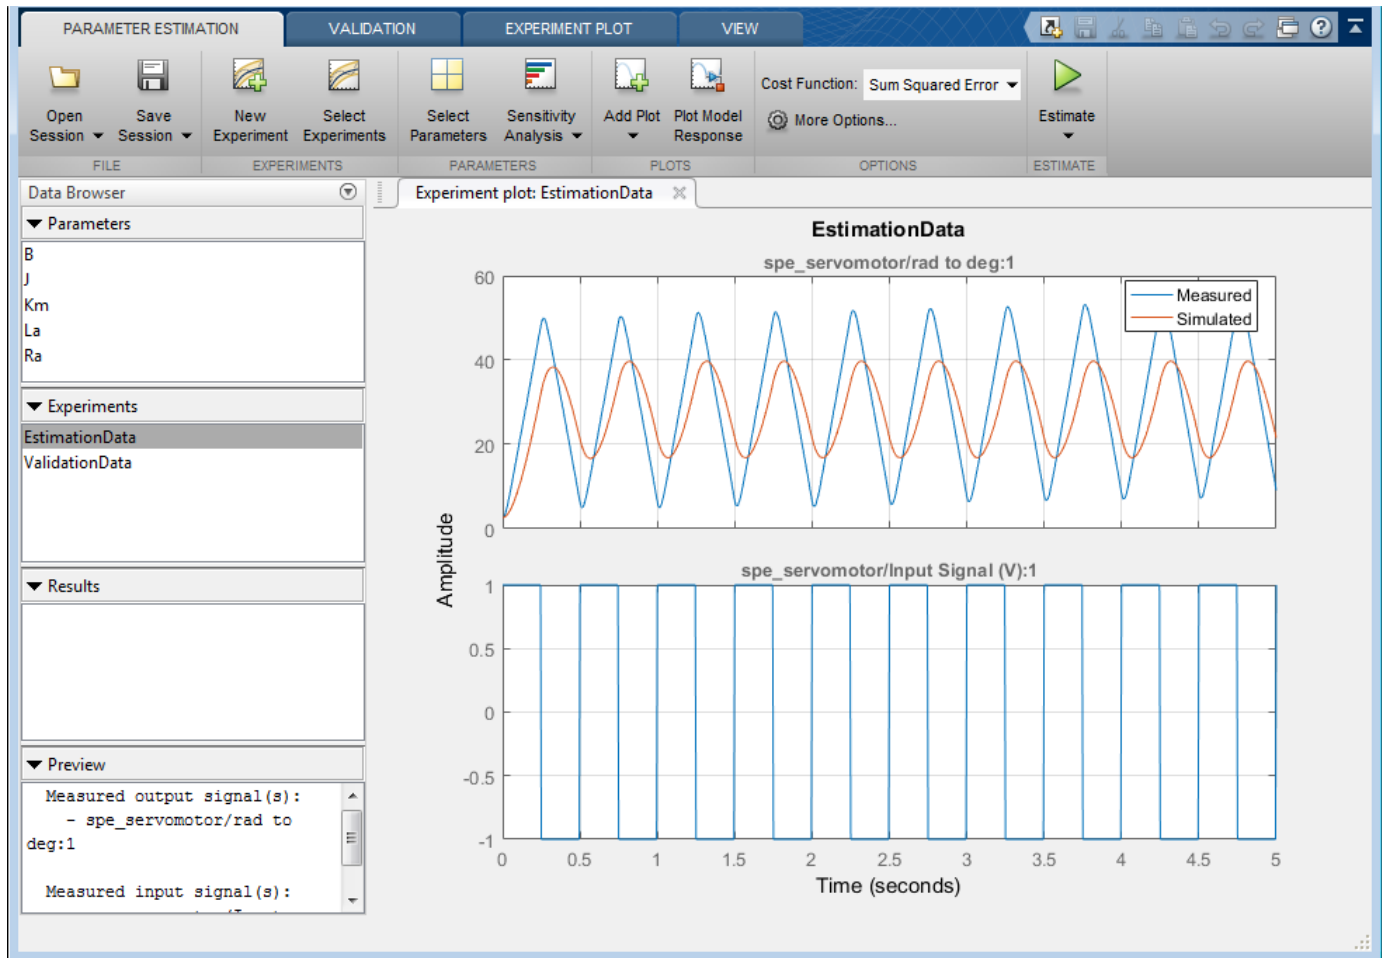 PARAMETER ESTIMATION
VALIDATION
EXPERIMENT PLOT
VIEW
Open
Session
Save
Session
New
Experiment
Select
Experiments
Select
Parameters
Sensitivity
Analysis
Add Plot
Plot Model
Response
Cost Function: Sum Squared Error
More Options...
Estimate
FILE
EXPERIMENTS
PARAMETERS
PLOTS
OPTIONS
ESTIMATE
Data Browser
Parameters
B
J
Km
La
Ra
Experiments
EstimationData
ValidationData
Results
Preview
Measured output signal(s):
- spe_servomotor/rad to
deg:1
Measured input signal(s):
Experiment plot: EstimationData
EstimationData
spe_servomotor/rad to deg:1
Measured
Simulated
60
40
20
0
Amplitude
spe_servomotor/Input Signal (V):1
1
0.5
0
-0.5
-1
0 0.5 1 1.5 2 2.5 3 3.5 4 4.5 5
Time (seconds)